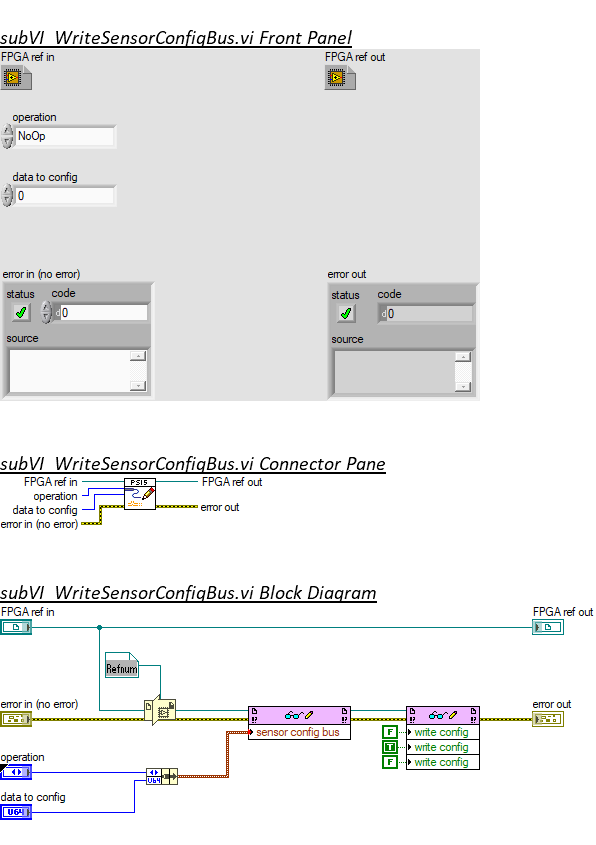 subVI_WriteSensorConfigBus.vi Front Panel
FPGA ref in
FPGA ref out
operation
NoOp
data to config
0
error in (no error)
error out
status
code
0
source
status
code
0
source
subVI_WriteSensorConfigBus.vi Connector Pane
FPGA ref in
FPGA ref out
PSI5
operation
data to config
error out
error in (no error)
subVI_WriteSensorConfigBus.vi Block Diagram
FPGA ref in
FPGA ref out
Refnum
error in (no error)
error out
sensor config bus
F
write config
T
write config
F
write config
operation
U64
data to config
U64